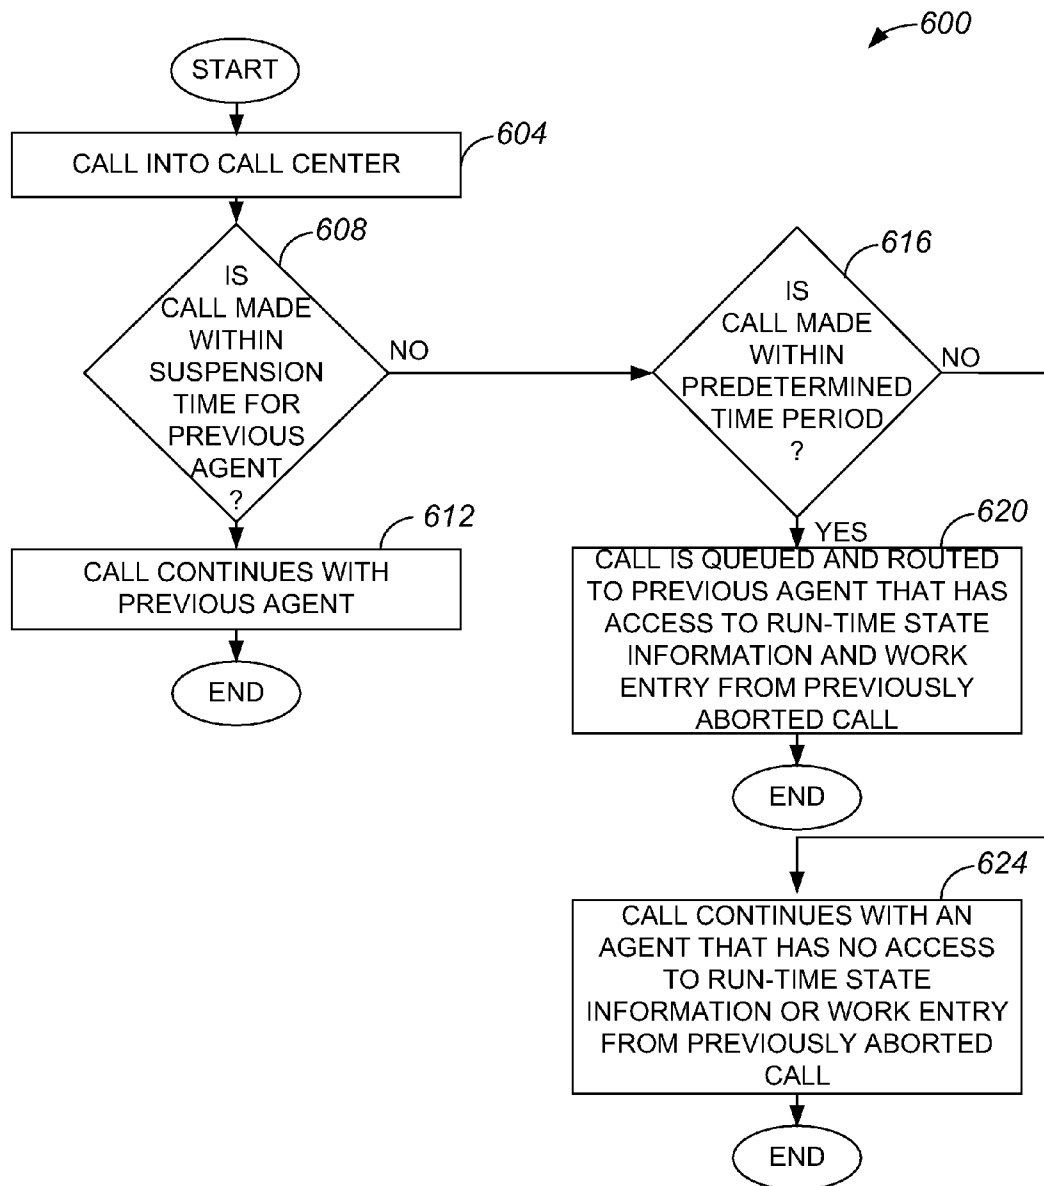 600
START
604
CALL INTO CALL CENTER
608
IS
CALL MADE
WITHIN
SUSPENSION
TIME FOR
PREVIOUS
AGENT
?
NO
612
CALL CONTINUES WITH
PREVIOUS AGENT
END
616
IS
CALL MADE
WITHIN
PREDETERMINED
TIME PERIOD
?
NO
YES
620
CALL IS QUEUED AND ROUTED
TO PREVIOUS AGENT THAT HAS
ACCESS TO RUN-TIME STATE
INFORMATION AND WORK
ENTRY FROM PREVIOUSLY
ABORTED CALL
END
624
CALL CONTINUES WITH AN
AGENT THAT HAS NO ACCESS
TO RUN-TIME STATE
INFORMATION OR WORK ENTRY
FROM PREVIOUSLY ABORTED
CALL
END